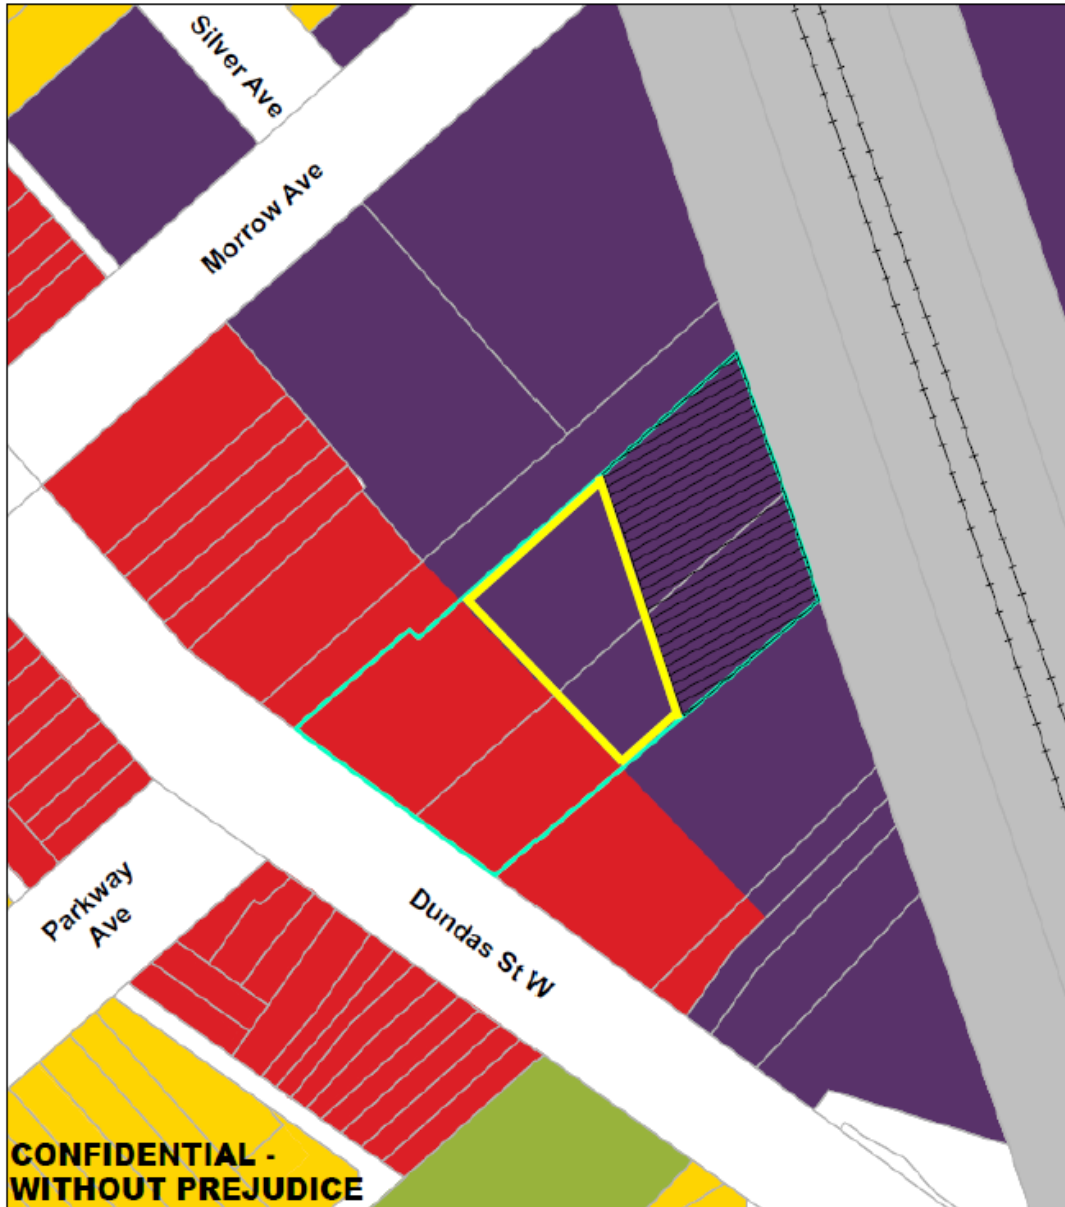 Silver Ave
Morrow Ave
Parkway
Ave
Dundas St W
CONFIDENTIAL -
WITHOUT PREJUDICE